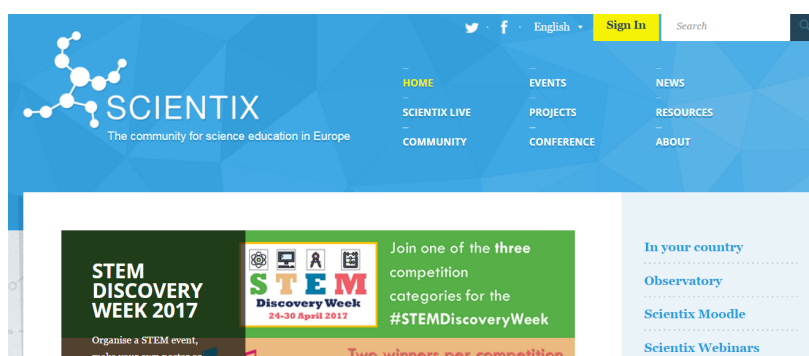 English
Sign In
Search
SCIENTIX
The community for science education in Europe
HOME
EVENTS
NEWS
SCIENTIX LIVE
PROJECTS
RESOURCES
COMMUNITY
CONFERENCE
ABOUT
STEM
DISCOVERY
WEEK 2017
Organise a STEM event,
STEM
Discovery Week
24-30 April 2017
Join one of the three
competition
categories for the
#STEMDiscoveryWeek
Two winners per competition
In your country
Observatory
Scientix Moodle
Scientix Webinars